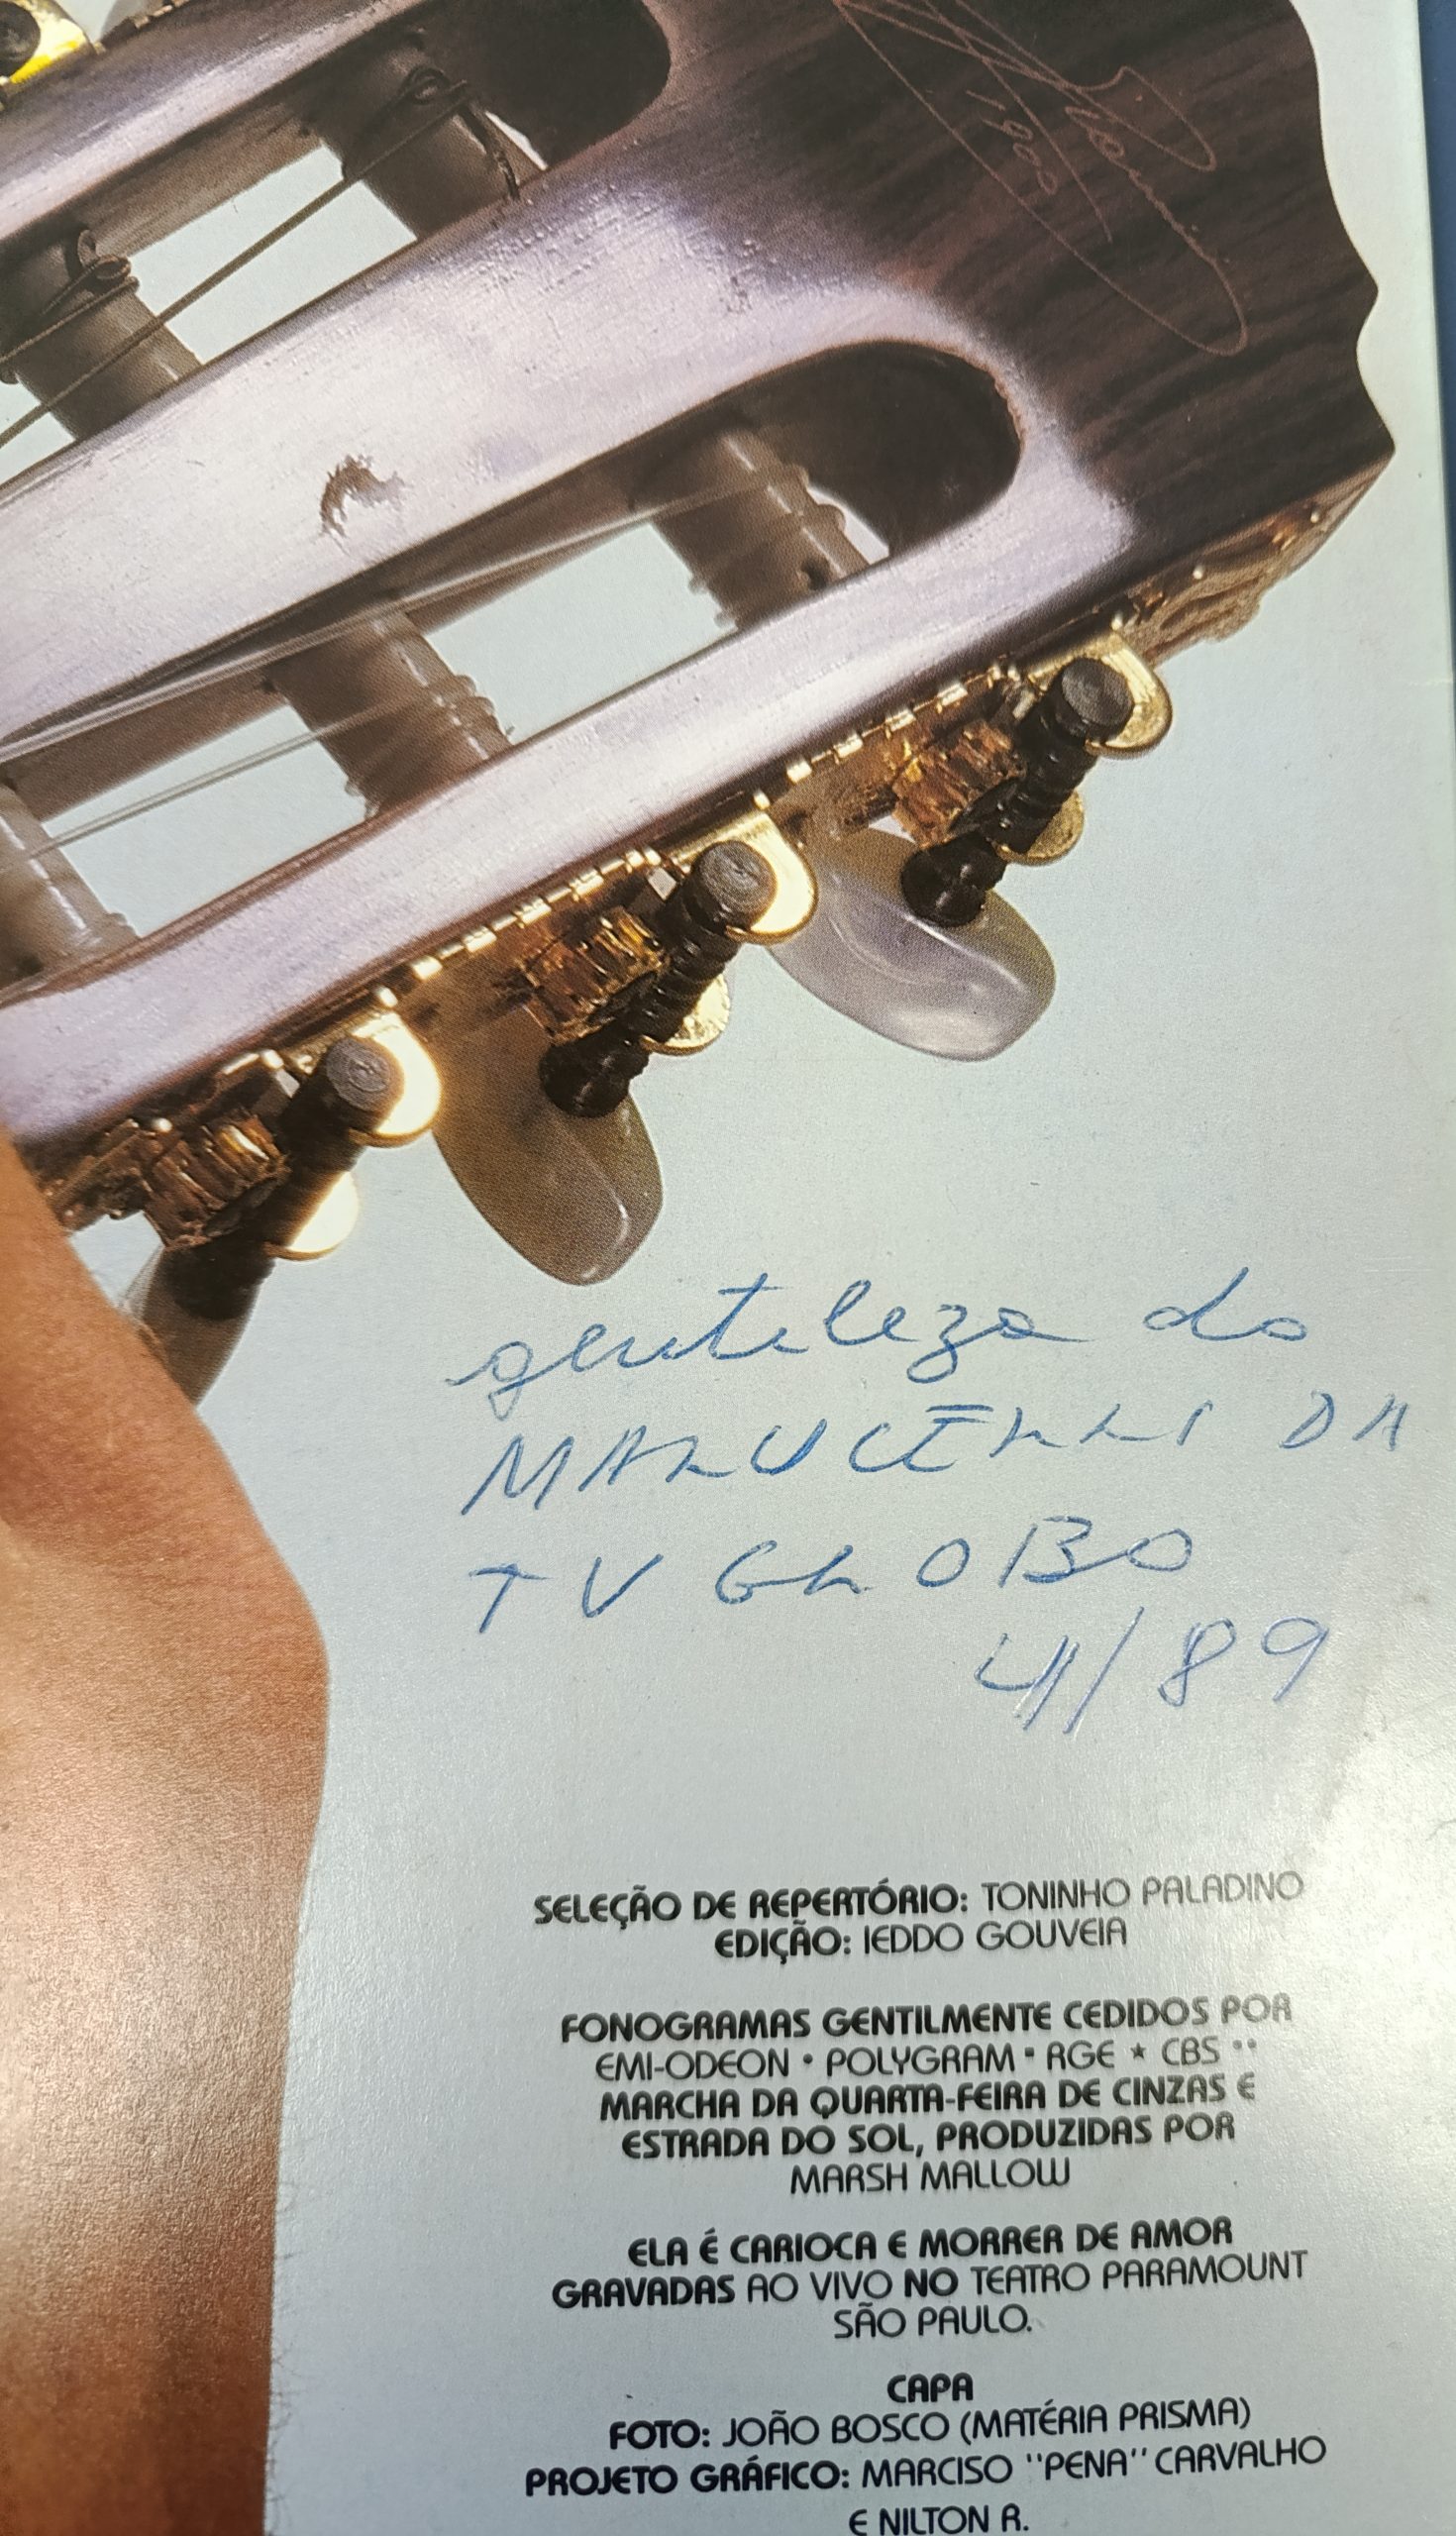 1900
genteleza do
MALUCELLI DA
TV GLOBO
4/89
SELEÇÃO DE REPERTÓRIO: TONINHO PALADINO
EDIÇÃO: IEDDO GOUVEIA
FONOGRAMAS GENTILMENTE CEDIDOS POR
EMI-ODEON • POLYGRAM ▪ RGE ★ CBS ••
MARCHA DA QUARTA-FEIRA DE CINZAS E
ESTRADA DO SOL, PRODUZIDAS POR
MARSH MALLOW
ELA É CARIOCA E MORRER DE AMOR
GRAVADAS AO VIVO NO TEATRO PARAMOUNT
SÃO PAULO.
CAPA
FOTO: JOÃO BOSCO (MATÉRIA PRISMA)
PROJETO GRÁFICO: MARCISO "PENA" CARVALHO
E NILTON R.